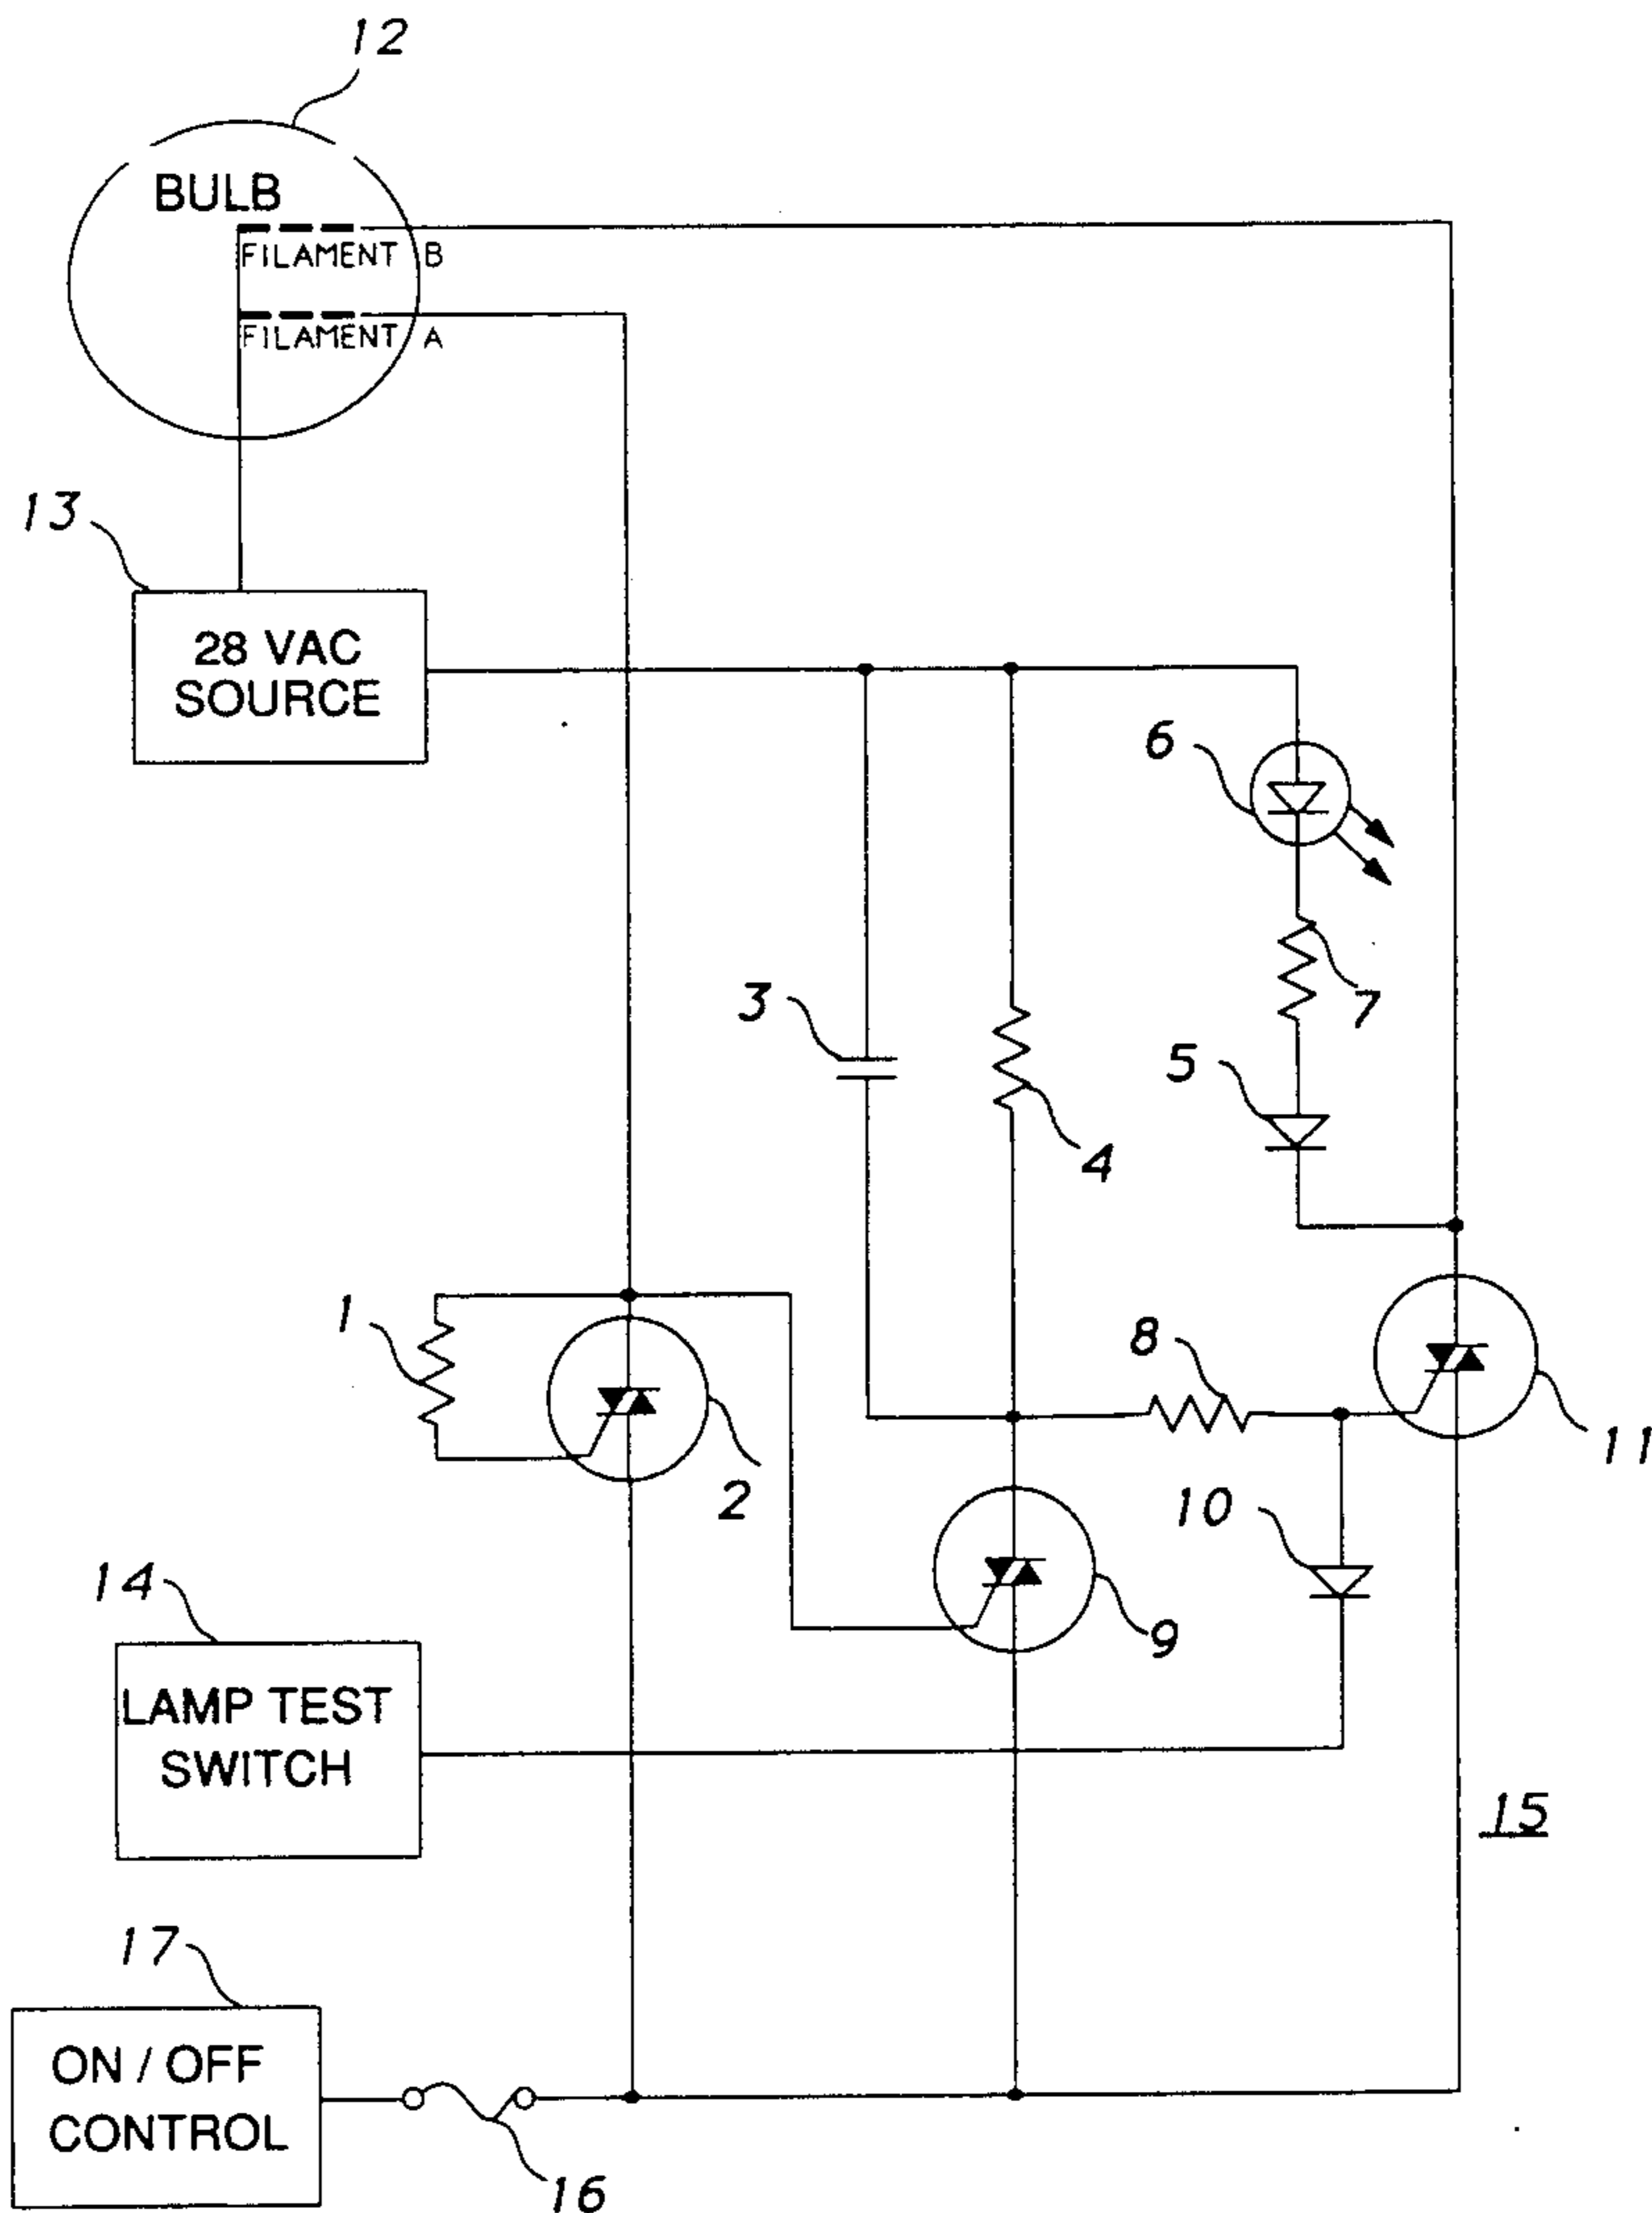 12
BULB
FILAMENT B
FILAMENT A
13
28 VAC
SOURCE
6
7
3
5
4
1
8
2
11
10
9
14
LAMP TEST
SWITCH
15
17
ON / OFF
CONTROL
16